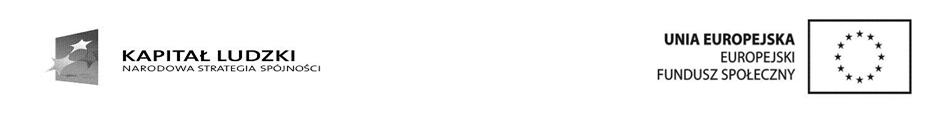 KAPITAŁ LUDZKI
NARODOWA STRATEGIA SPÓJNOŚCI
UNIA EUROPEJSKA
EUROPEJSKI
FUNDUSZ SPOŁECZNY